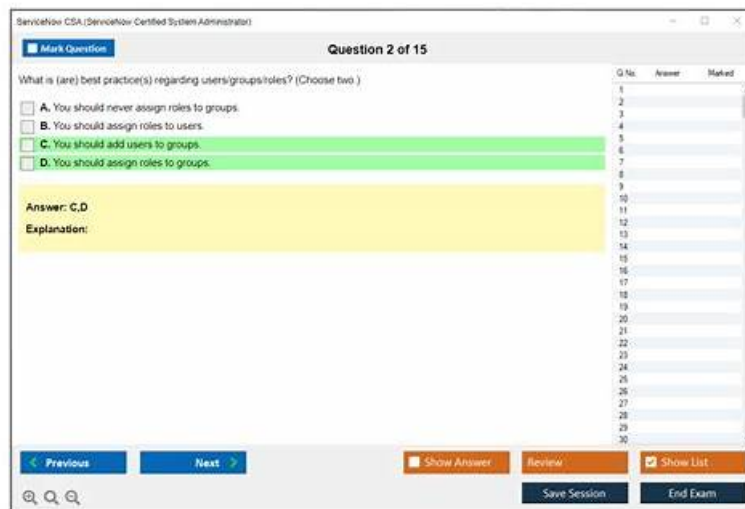 ServiceNow CSA (ServiceNow Certified System Administrator)
Mark Question
Question 2 of 15
What is (are) best practice(s) regarding users/groups/roles? (Choose two.)
A. You should never assign roles to groups.
B. You should assign roles to users.
C. You should add users to groups.
D. You should assign roles to groups.
Answer: C,D
Explanation:
Q No. Answer Marked
1
2
3
4
5
6
7
8
9
10
11
12
13
14
15
16
17
18
19
20
21
22
23
24
25
26
27
28
29
30
Previous
Next
Show Answer
Review
Show List
Save Session
End Exam